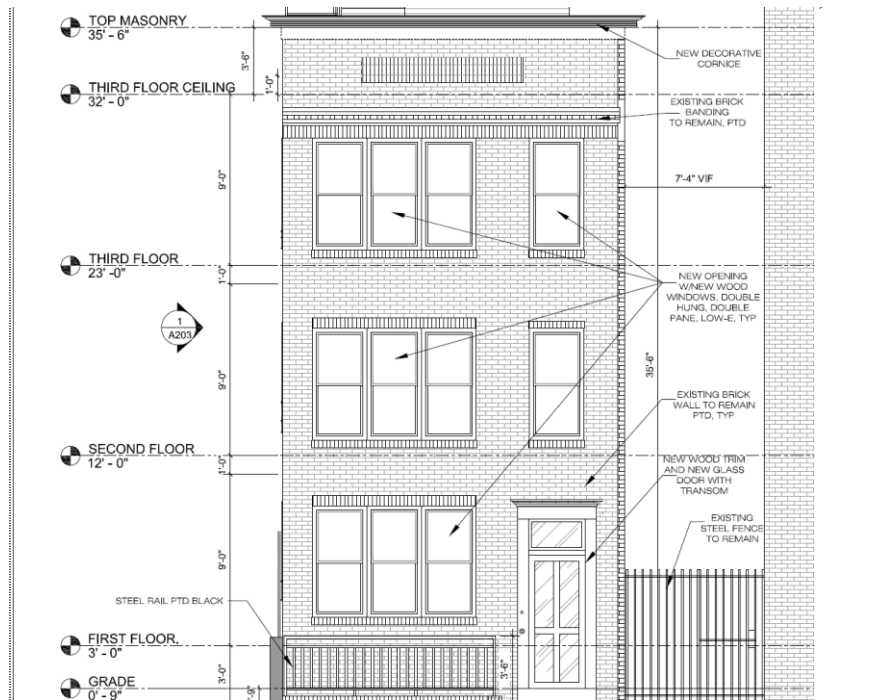 TOP MASONRY
35' - 6"
3'-6"
1'-0"
NEW DECORATIVE
CORNICE
THIRD FLOOR CEILING
32' - 0"
EXISTING BRICK
BANDING
TO REMAIN, PTD
9'-0"
7'-4" VIF
THIRD FLOOR
23' -0"
1'-0"
NEW OPENING
W/NEW WOOD
WINDOWS, DOUBLE
HUNG, DOUBLE
PANE, LOW-E, TYP
1
A203
9'-0"
35'-6"
EXISTING BRICK
WALL TO REMAIN
PTD, TYP
SECOND FLOOR
12' - 0"
1'-0"
NEW WOOD TRIM
AND NEW GLASS
DOOR WITH
TRANSOM
EXISTING
STEEL FENCE
TO REMAIN
9'-0"
STEEL RAIL PTD BLACK
FIRST FLOOR.
3' - 0"
3'-0"
3'-6"
GRADE
0' - 9"